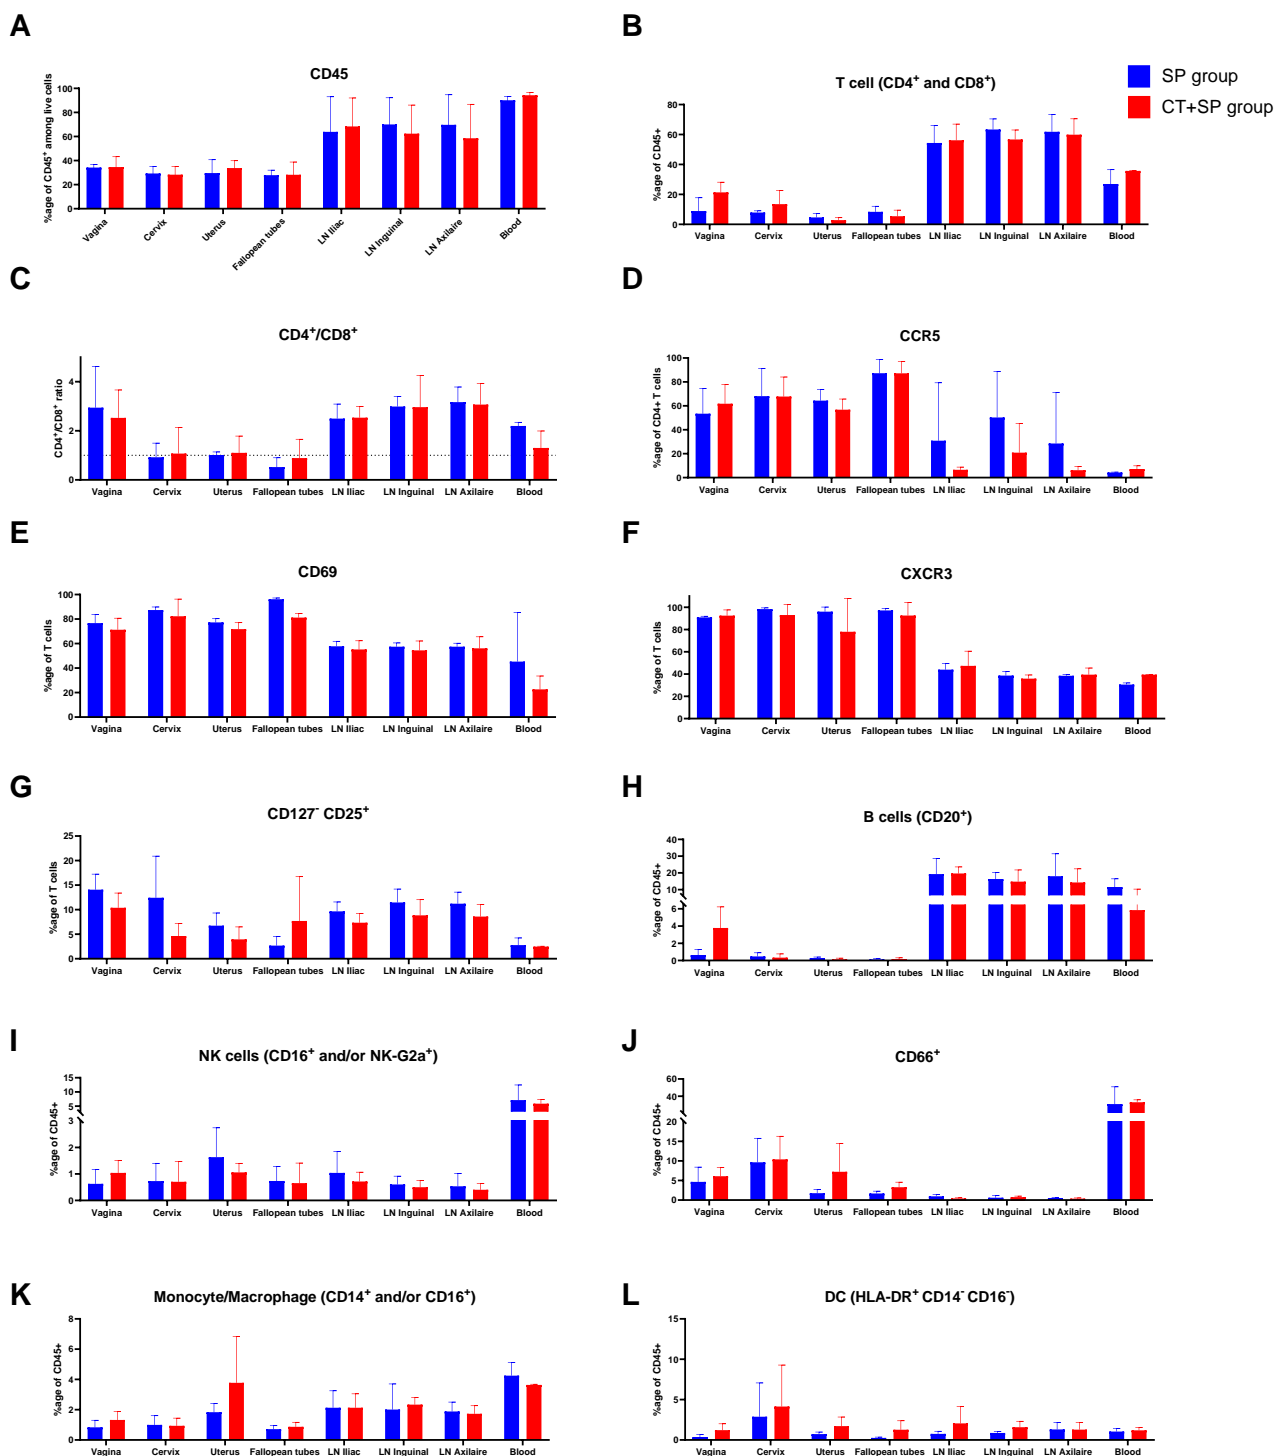 A
B
CD45
T cell (CD4⁺ and CD8⁺)
SP group
CT+SP group
%age of CD45⁺ among live cells
100
80
60
40
20
0
Vagina
Cervix
Uterus
Fallopean tubes
LN Iliac
LN Inguinal
LN Axilaire
Blood
%age of CD45+
80
60
40
20
0
Vagina Cervix Uterus Fallopean tubes LN Iliac LN Inguinal LN Axilaire Blood
C
D
CD4⁺/CD8⁺
CCR5
CD4⁺/CD8⁺ ratio
4
2
0
Vagina Cervix Uterus Fallopean tubes LN Iliac LN Inguinal LN Axilaire Blood
%age of CD4+ T cells
100
80
60
40
20
0
Vagina Cervix Uterus Fallopean tubes LN Iliac LN Inguinal LN Axilaire Blood
E
F
CD69
CXCR3
%age of T cells
100
80
60
40
20
0
Vagina Cervix Uterus Fallopean tubes LN Iliac LN Inguinal LN Axilaire Blood
%age of T cells
100
80
60
40
20
0
Vagina Cervix Uterus Fallopean tubes LN Iliac LN Inguinal LN Axilaire Blood
G
H
CD127⁻ CD25⁺
B cells (CD20⁺)
%age of T cells
25
20
15
10
5
0
Vagina Cervix Uterus Fallopean tubes LN Iliac LN Inguinal LN Axilaire Blood
%age of CD45+
40
30
20
10
6
4
2
0
Vagina Cervix Uterus Fallopean tubes LN Iliac LN Inguinal LN Axilaire Blood
I
J
NK cells (CD16⁺ and/or NK-G2a⁺)
CD66⁺
%age of CD45+
15
10
5
3
2
1
0
Vagina Cervix Uterus Fallopean tubes LN Iliac LN Inguinal LN Axilaire Blood
%age of CD45+
60
40
20
15
10
5
0
Vagina Cervix Uterus Fallopean tubes LN Iliac LN Inguinal LN Axilaire Blood
K
L
Monocyte/Macrophage (CD14⁺ and/or CD16⁺)
DC (HLA-DR⁺ CD14⁻ CD16⁻)
%age of CD45+
8
6
4
2
0
Vagina Cervix Uterus Fallopean tubes LN Iliac LN Inguinal LN Axilaire Blood
%age of CD45+
15
10
5
0
Vagina Cervix Uterus Fallopean tubes LN Iliac LN Inguinal LN Axilaire Blood